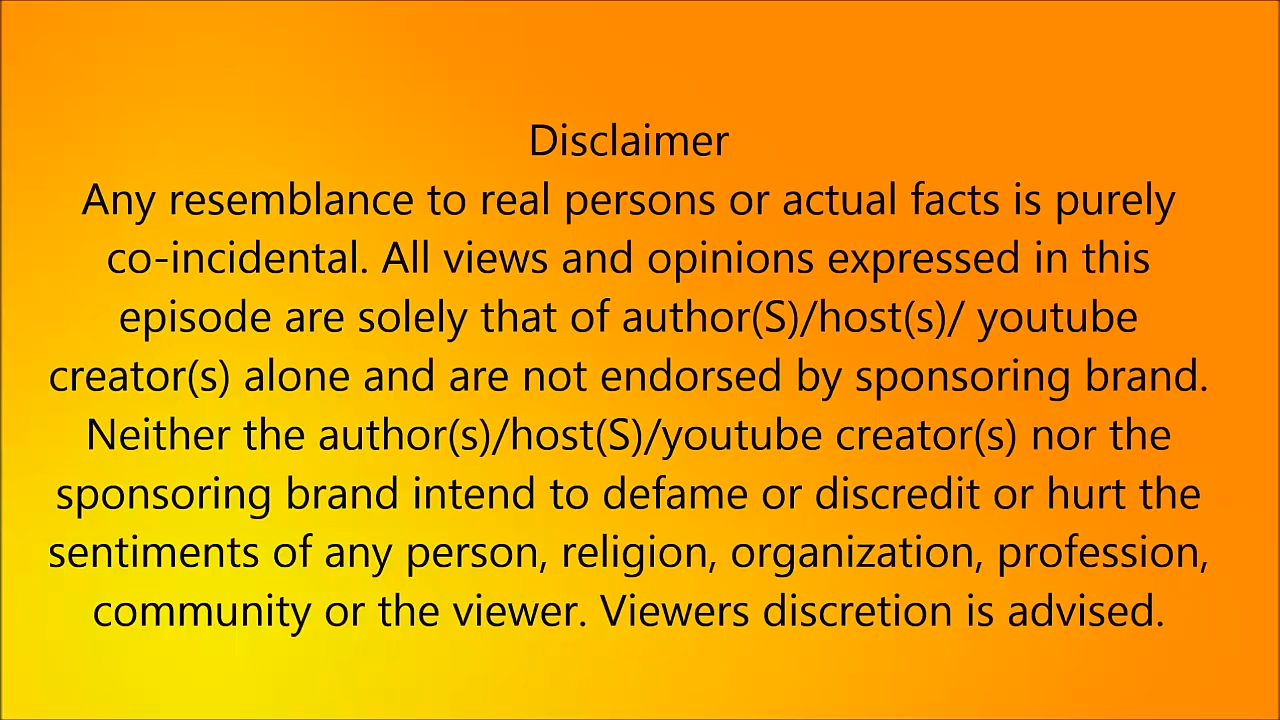 Disclaimer
Any resemblance to real persons or actual facts is purely
co-incidental. All views and opinions expressed in this
episode are solely that of author(S)/host(s)/ youtube
creator(s) alone and are not endorsed by sponsoring brand.
Neither the author(s)/host(S)/youtube creator(s) nor the
sponsoring brand intend to defame or discredit or hurt the
sentiments of any person, religion, organization, profession,
community or the viewer. Viewers discretion is advised.